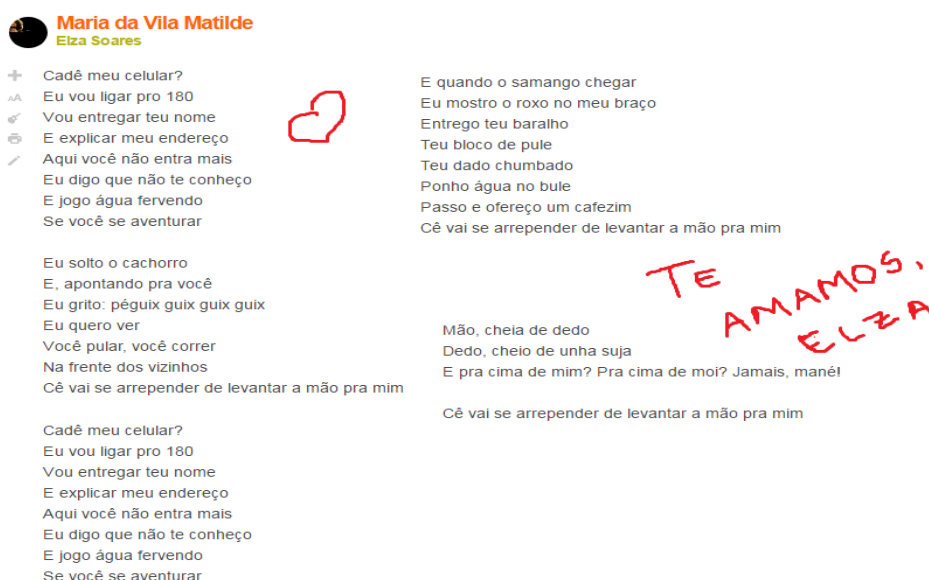 Maria da Vila Matilde
Elza Soares
Cadê meu celular?
Eu vou ligar pro 180
Vou entregar teu nome
E explicar meu endereço
Aqui você não entra mais
Eu digo que não te conheço
E jogo água fervendo
Se você se aventurar
Eu solto o cachorro
E, apontando pra você
Eu grito: péguix guix guix guix
Eu quero ver
Você pular, você correr
Na frente dos vizinhos
Cê vai se arrepender de levantar a mão pra mim
Cadê meu celular?
Eu vou ligar pro 180
Vou entregar teu nome
E explicar meu endereço
Aqui você não entra mais
Eu digo que não te conheço
E jogo água fervendo
Se você se aventurar
E quando o samango chegar
Eu mostro o roxo no meu braço
Entrego teu baralho
Teu bloco de pule
Teu dado chumbado
Ponho água no bule
Passo e ofereço um cafezim
Cê vai se arrepender de levantar a mão pra mim
TE
AMAMOS,
ELZA
Mão, cheia de dedo
Dedo, cheio de unha suja
E pra cima de mim? Pra cima de moi? Jamais, mané!
Cê vai se arrepender de levantar a mão pra mim